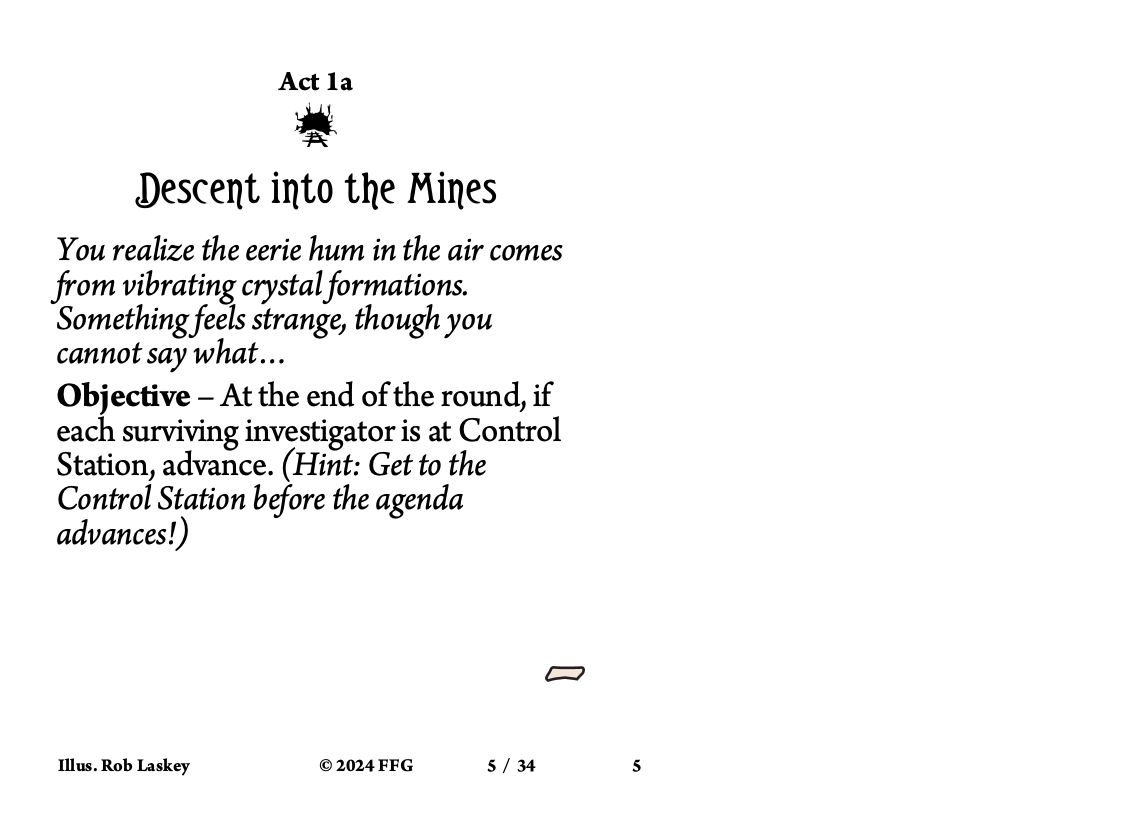 Act 1a
Descent into the Mines
You realize the eerie hum in the air comes
from vibrating crystal formations.
Something feels strange, though you
cannot say what…
Objective – At the end of the round, if
each surviving investigator is at Control
Station, advance. (Hint: Get to the
Control Station before the agenda
advances!)
Illus. Rob Laskey © 2024 FFG 5 / 34 5